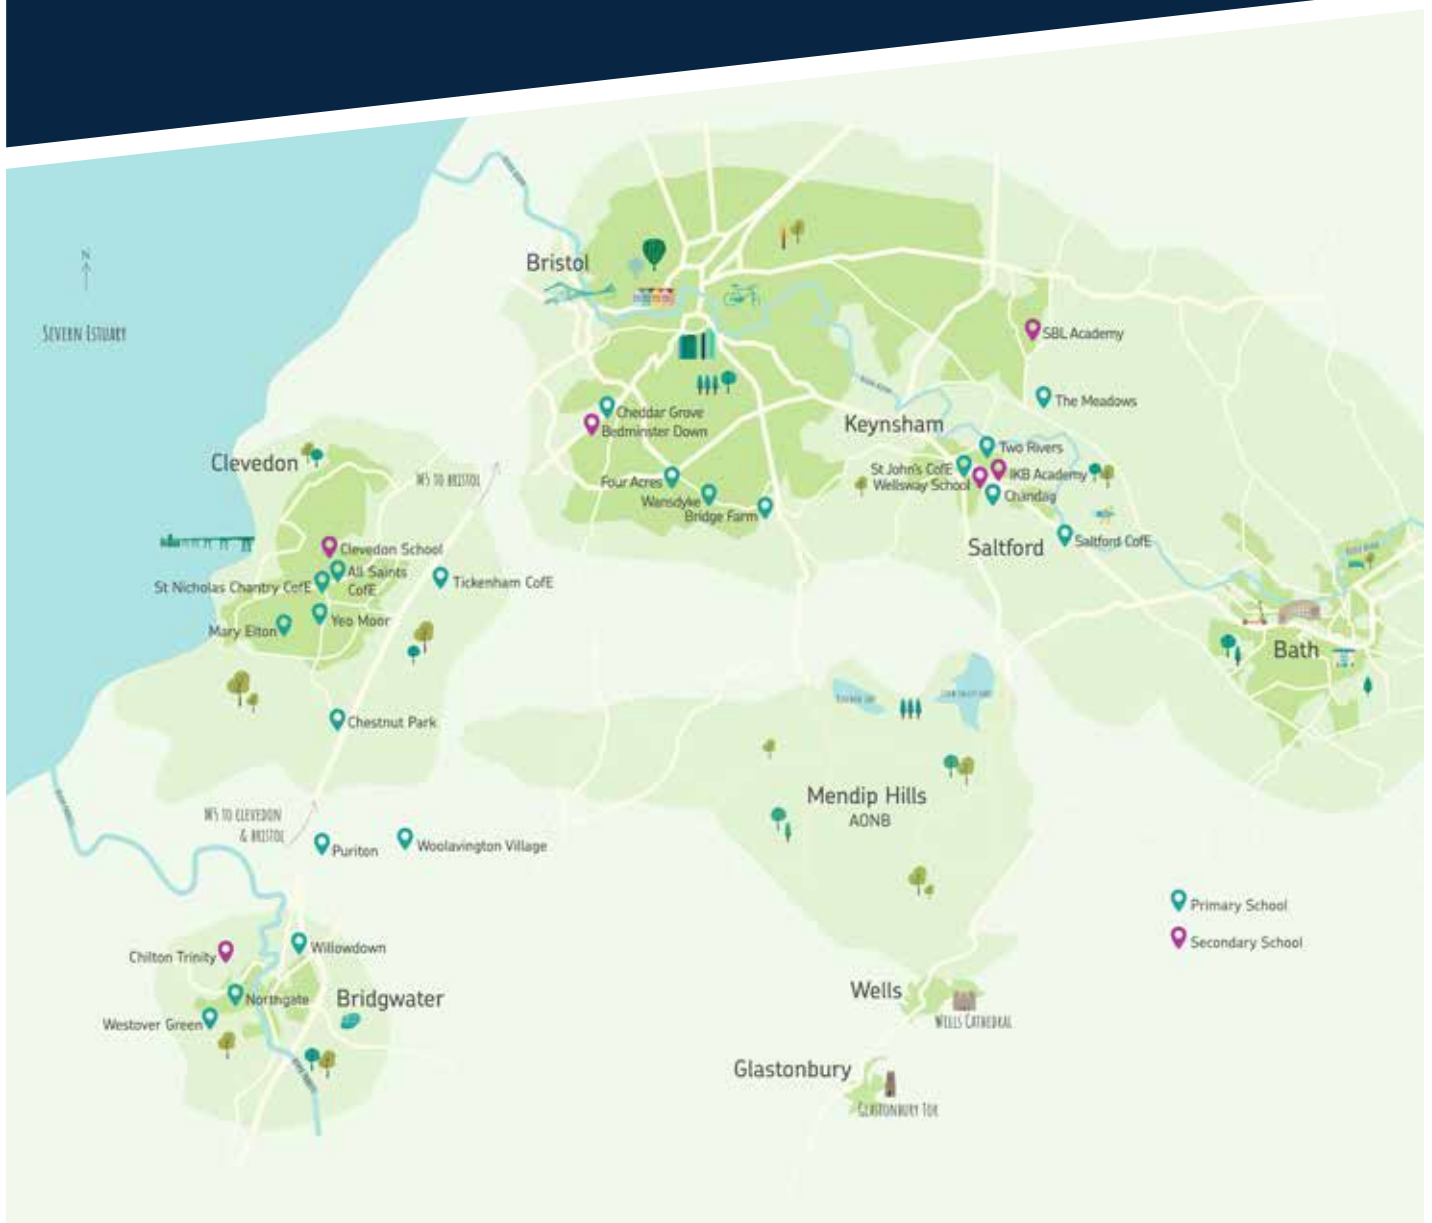 Bristol
N
SEVERN ESTUARY
SBL Academy
The Meadows
Cheddar Grove
Bedminster Down
Keynsham
Two Rivers
St John's CofE
IKB Academy
Wellsway School
Chandag
Clevedon
M5 TO BRISTOL
Four Acres
Wansdyke
Bridge Farm
Saltford
Saltford CofE
Clevedon School
All Saints
CofE
St Nicholas Chantry CofE
Tickenham CofE
Yeo Moor
Mary Elton
Bath
Chestnut Park
Mendip Hills
AONB
M5 TO CLEVEDON
& BRISTOL
Puriton
Woolavington Village
Primary School
Secondary School
Chilton Trinity
Willowdown
Northgate
Bridgwater
Westover Green
Wells
WELLS CATHEDRAL
Glastonbury
GLASTONBURY TOR